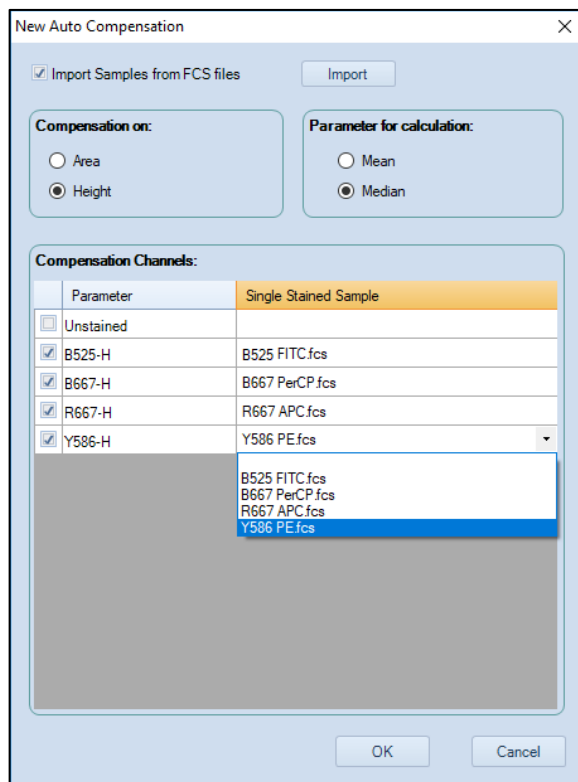 New Auto Compensation
Import Samples from FCS files Import
Compensation on:
Area
Height
Parameter for calculation:
Mean
Median
Compensation Channels:
Parameter Single Stained Sample
Unstained
B525-H B525 FITC.fcs
B667-H B667 PerCP.fcs
R667-H R667 APC.fcs
Y586-H Y586 PE.fcs
B525 FITC.fcs
B667 PerCP.fcs
R667 APC.fcs
Y586 PE.fcs
OK Cancel